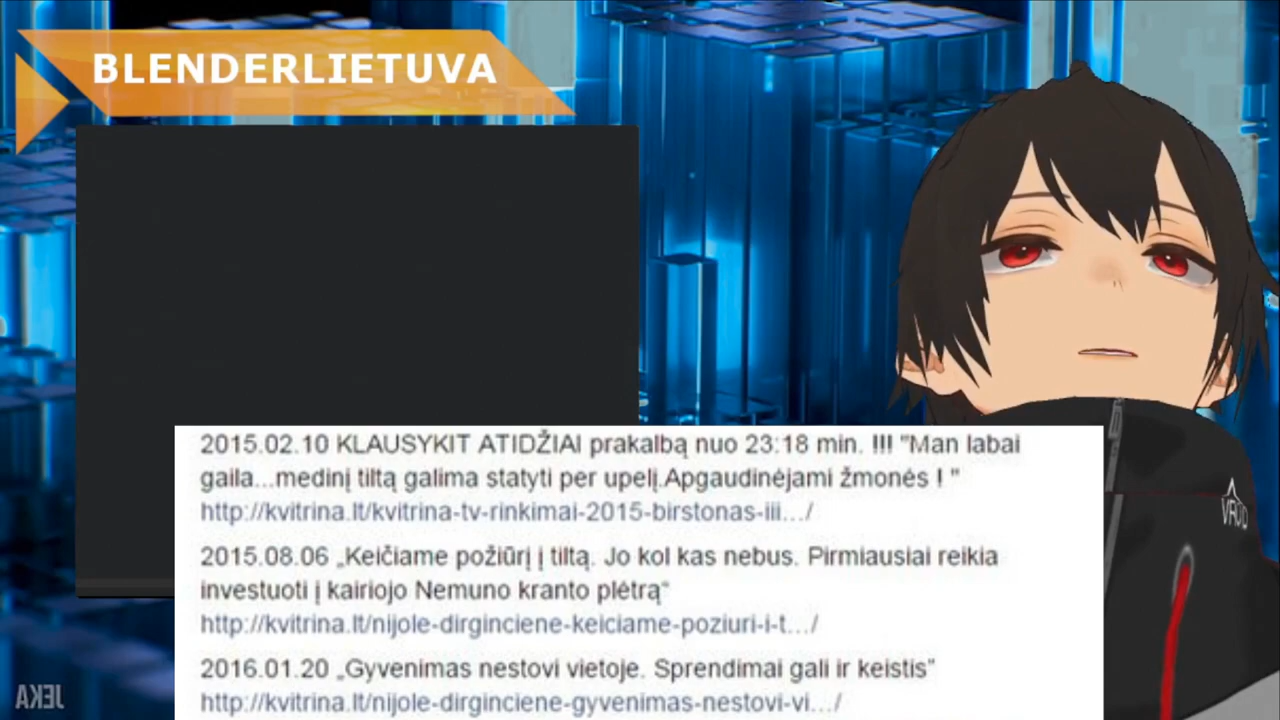 BLENDERLIETUVA
2015.02.10 KLAUSYKIT ATIDŽIAI prakalbą nuo 23:18 min. !!! "Man labai
gaila...medinį tiltą galima statyti per upelį.Apgaudinėjami žmonės ! "
http://kvitrina.lt/kvitrina-tv-rinkimai-2015-birstonas-iii.../
2015.08.06 „Keičiame požiūrį į tiltą. Jo kol kas nebus. Pirmiausiai reikia
investuoti į kairiojo Nemuno kranto plėtrą“
http://kvitrina.lt/nijole-dirginciene-keiciame-poziuri-i-t.../
2016.01.20 „Gyvenimas nestovi vietoje. Sprendimai gali ir keistis”
http://kvitrina.lt/nijole-dirginciene-gyvenimas-nestovi-vi.../
VROID
JEKA